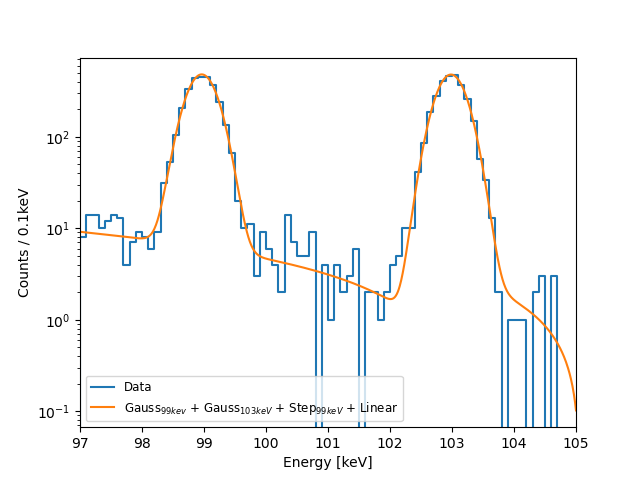 10²
10¹
10⁰
10⁻¹
Counts / 0.1keV
Data
Gauss₉₉ₖₑᵥ + Gauss₁₀₃ₖₑV + Step₉₉ₖₑV + Linear
97 98 99 100 101 102 103 104 105
Energy [keV]